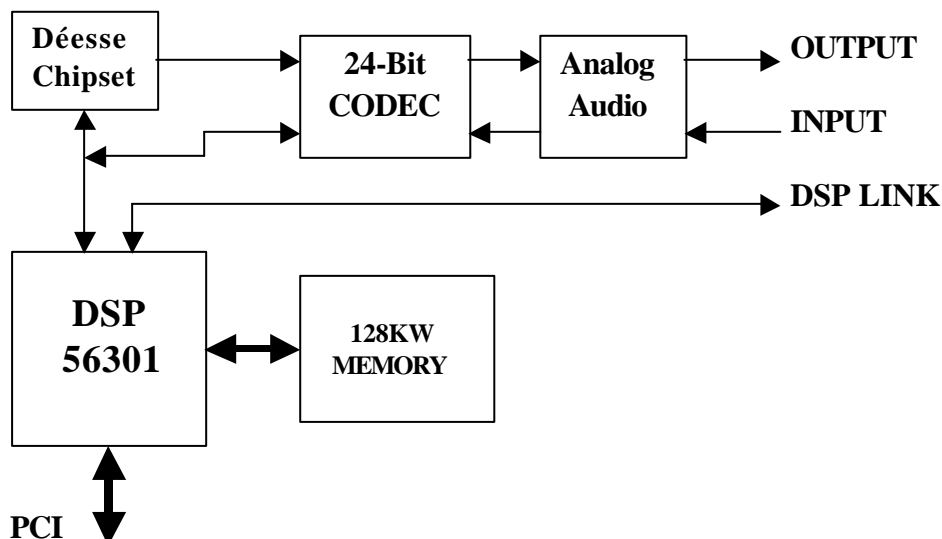 Déesse
Chipset
24-Bit
CODEC
Analog
Audio
OUTPUT
INPUT
DSP LINK
DSP
56301
128KW
MEMORY
PCI